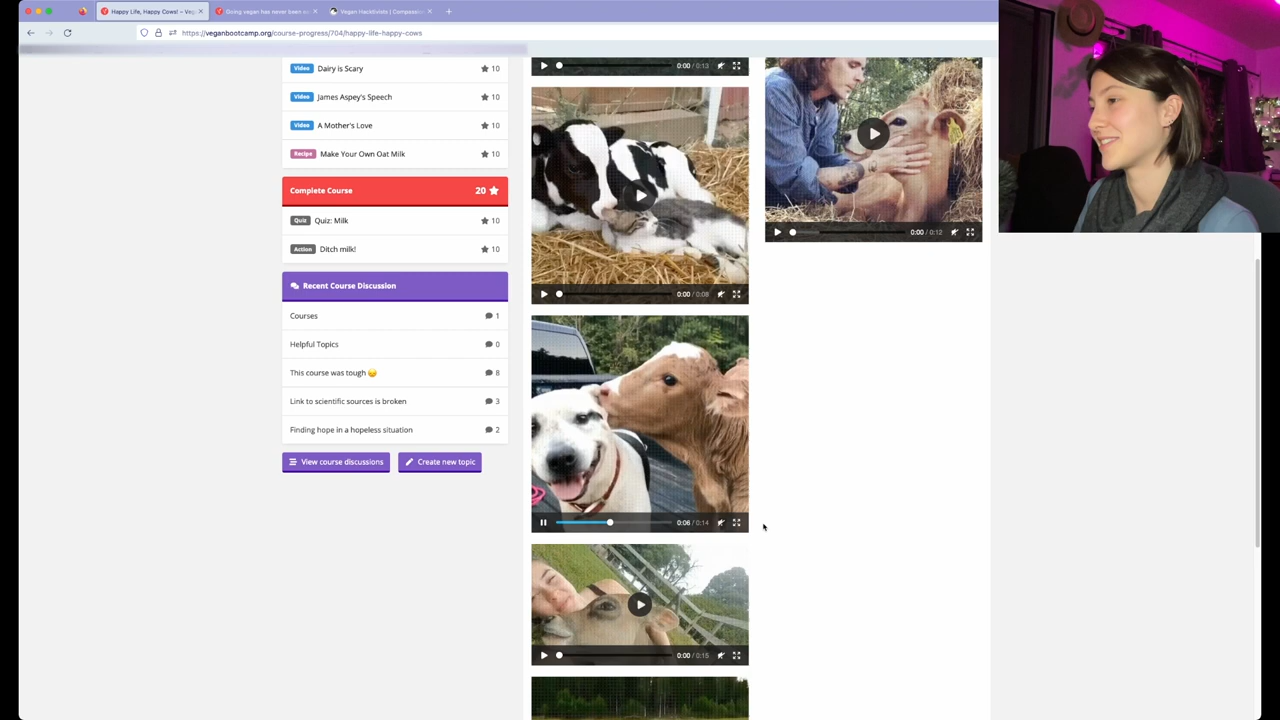 Happy Life, Happy Cows! – Veg
Going vegan has never been e
Vegan Hacktivists | Compassion
https://veganbootcamp.org/course-progress/704/happy-life-happy-cows
Video Dairy is Scary 10
Video James Aspey's Speech 10
Video A Mother's Love 10
Recipe Make Your Own Oat Milk 10
Complete Course 20
Quiz Quiz: Milk 10
Action Ditch milk! 10
Recent Course Discussion
Courses 1
Helpful Topics 0
This course was tough 😔 8
Link to scientific sources is broken 3
Finding hope in a hopeless situation 2
View course discussions
Create new topic
0:00 / 0:13
0:00 / 0:08
0:06 / 0:14
0:00 / 0:15
0:00 / 0:12